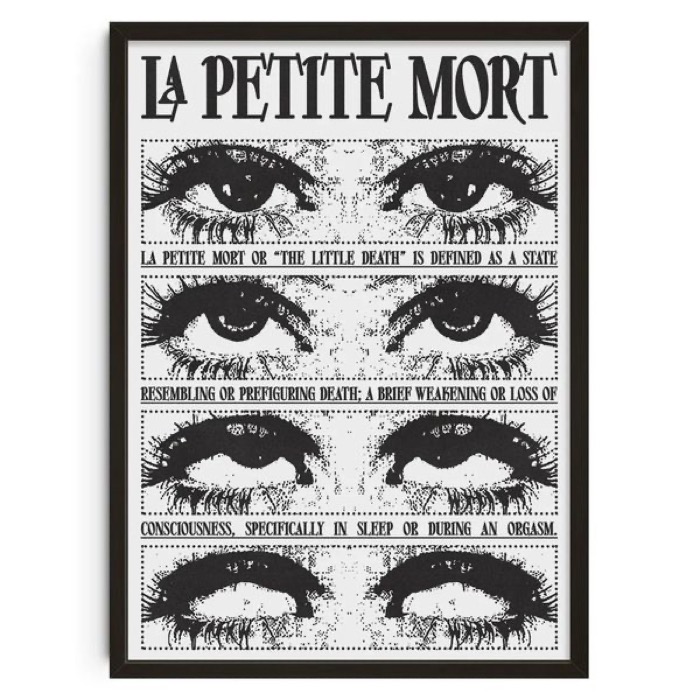 LA PETITE MORT
LA PETITE MORT OR “THE LITTLE DEATH” IS DEFINED AS A STATE
RESEMBLING OR PREFIGURING DEATH; A BRIEF WEAKENING OR LOSS OF
CONSCIOUSNESS, SPECIFICALLY IN SLEEP OR DURING AN ORGASM.